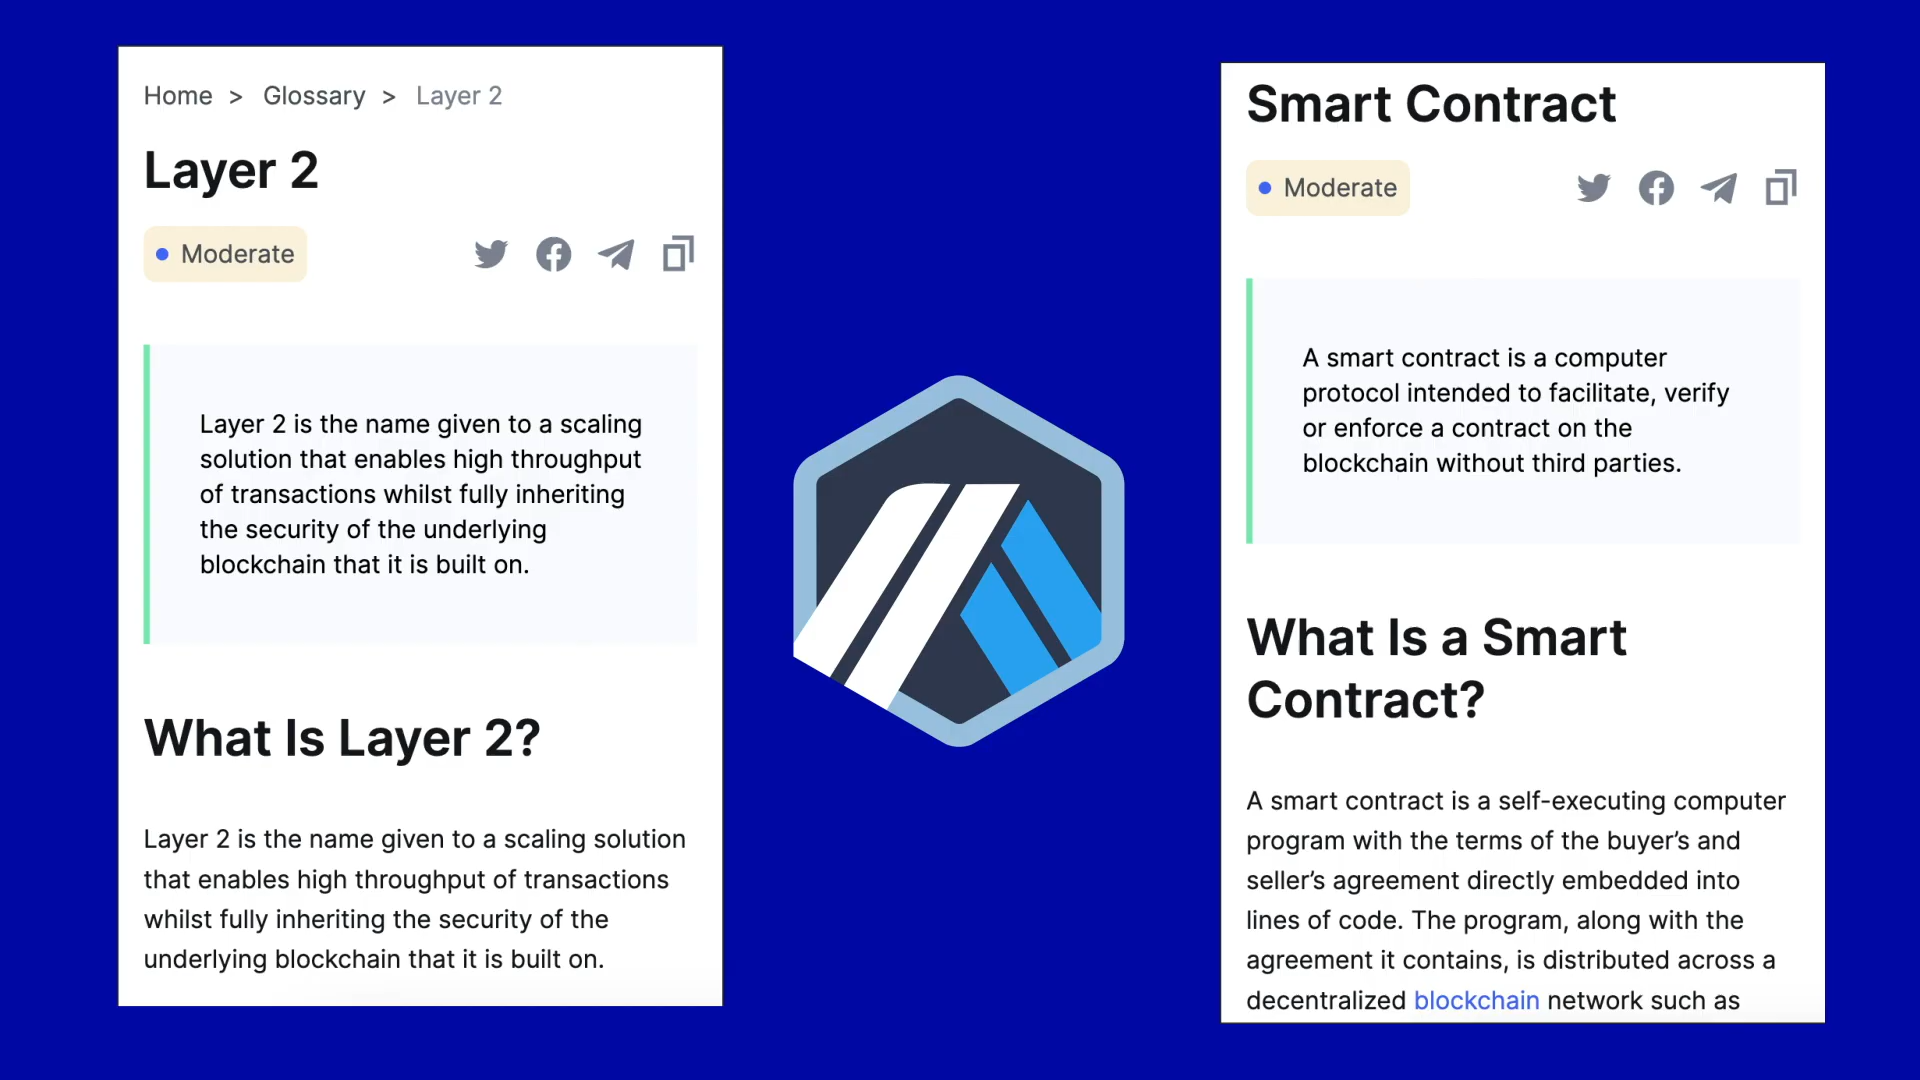 Home > Glossary > Layer 2
Layer 2
Moderate
Layer 2 is the name given to a scaling
solution that enables high throughput
of transactions whilst fully inheriting
the security of the underlying
blockchain that it is built on.
What Is Layer 2?
Layer 2 is the name given to a scaling solution
that enables high throughput of transactions
whilst fully inheriting the security of the
underlying blockchain that it is built on.
Smart Contract
Moderate
A smart contract is a computer
protocol intended to facilitate, verify
or enforce a contract on the
blockchain without third parties.
What Is a Smart
Contract?
A smart contract is a self-executing computer
program with the terms of the buyer’s and
seller’s agreement directly embedded into
lines of code. The program, along with the
agreement it contains, is distributed across a
decentralized blockchain network such as